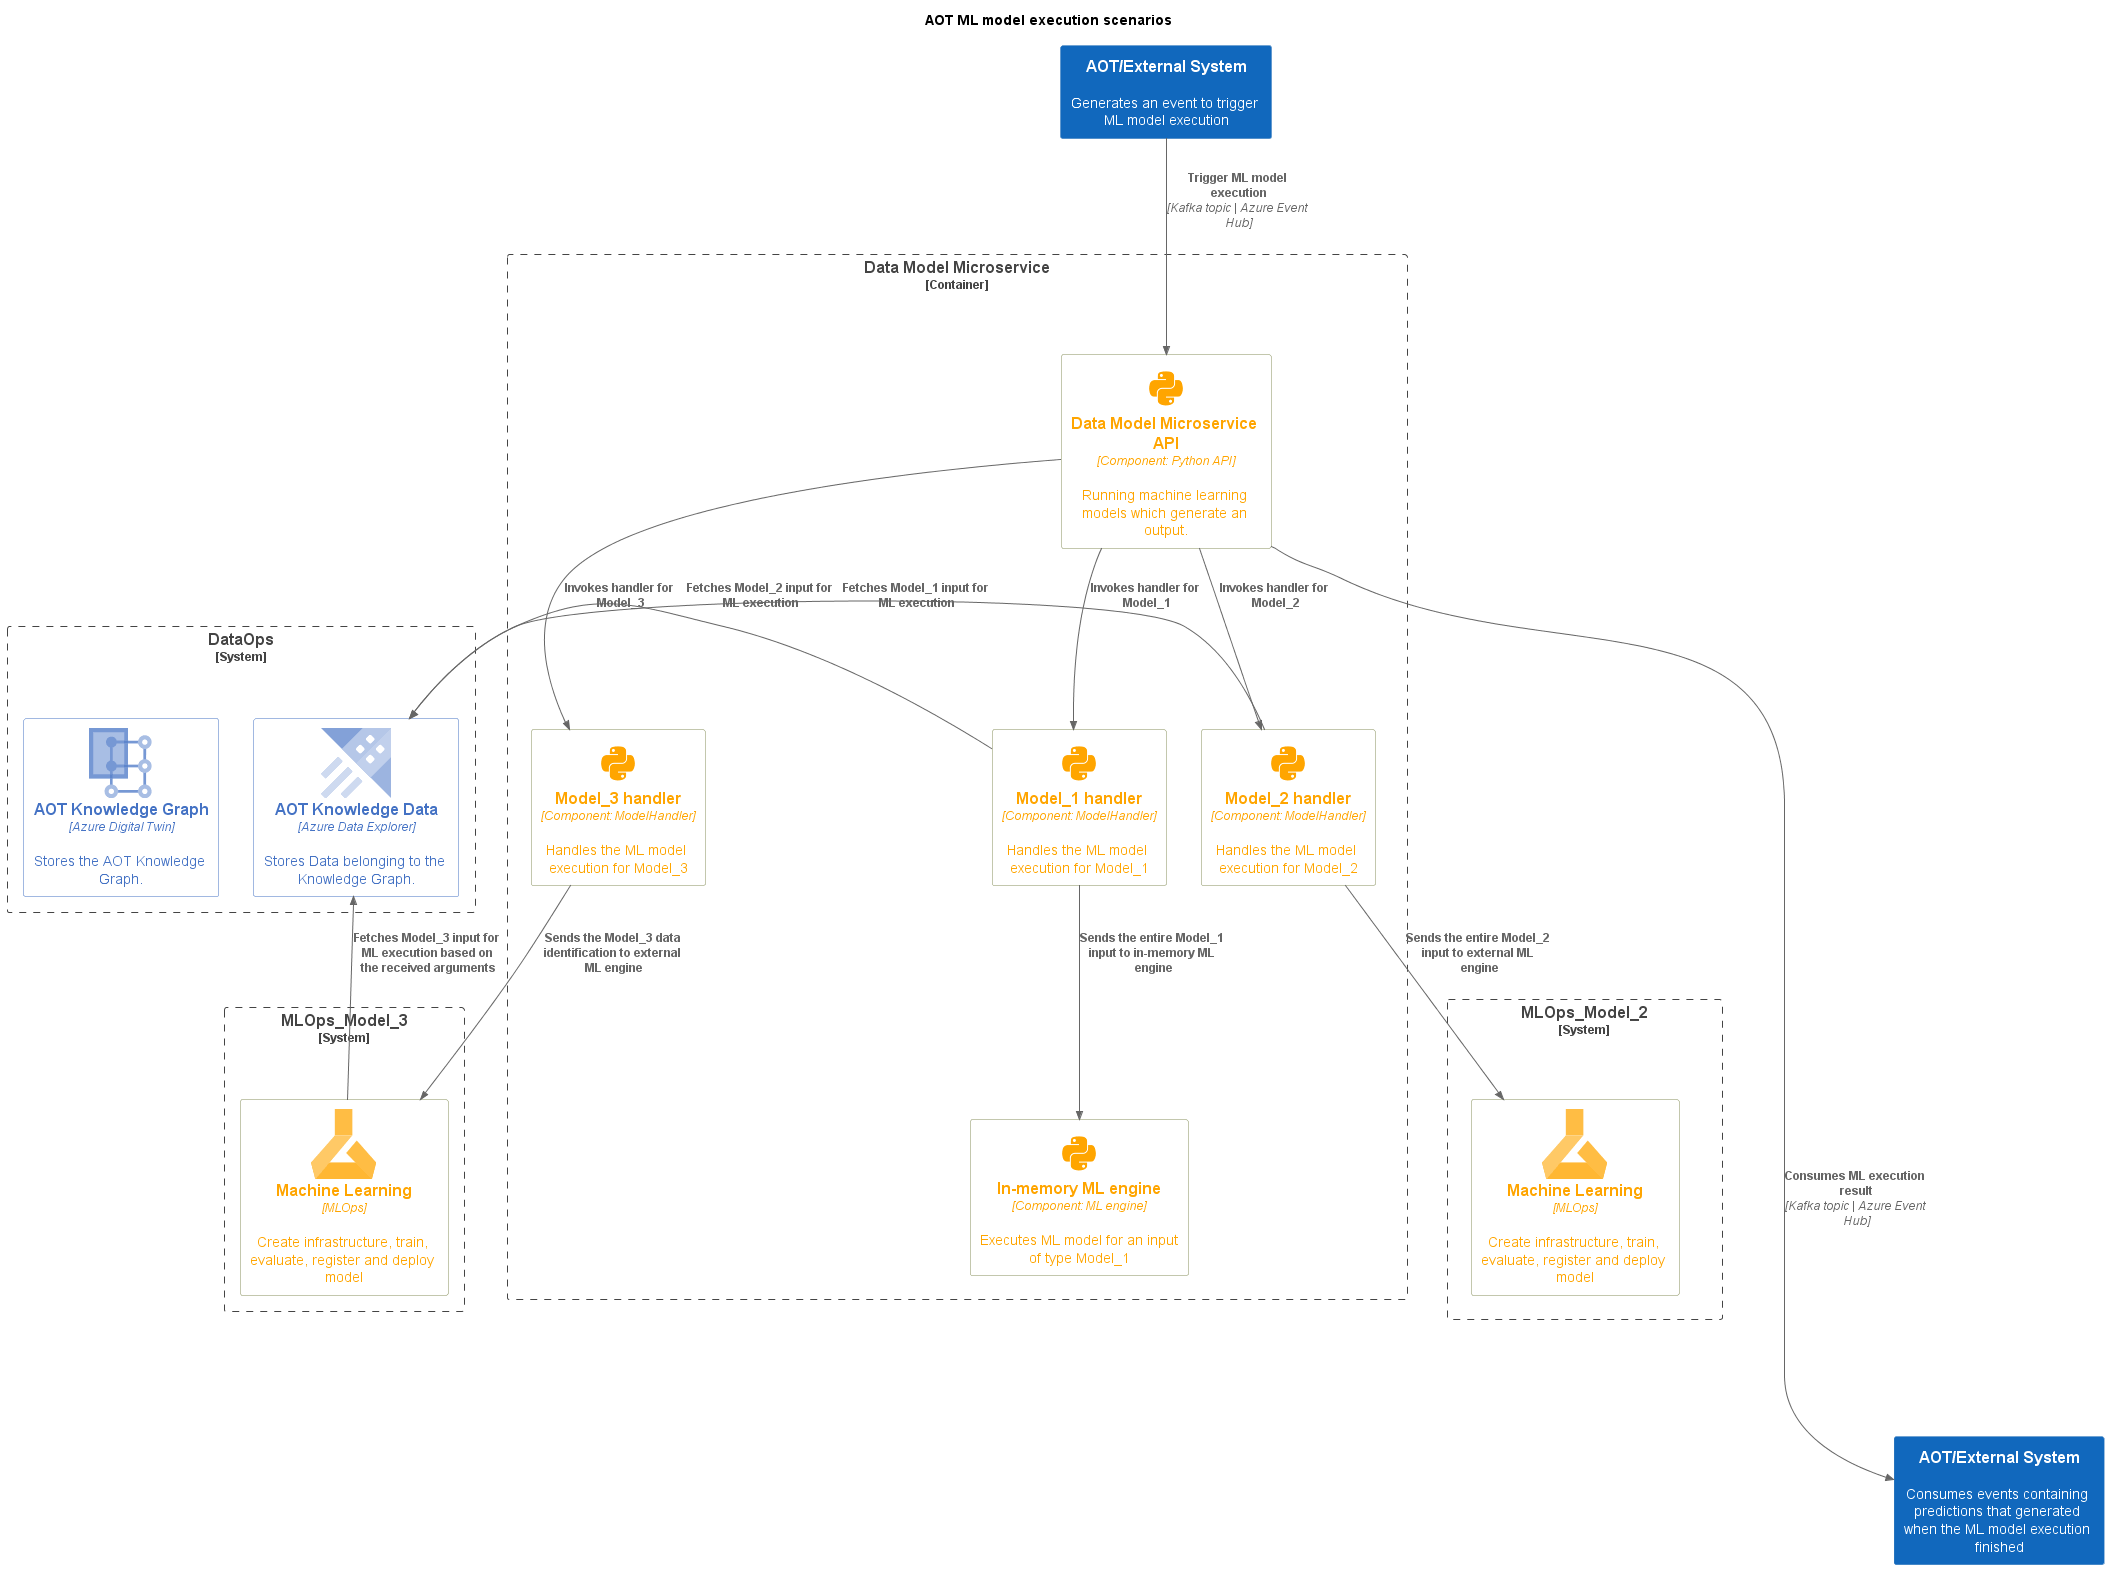 AOT ML model execution scenarios
AOT/External System
Generates an event to trigger
ML model execution
Trigger ML model
execution
[Kafka topic | Azure Event
Hub]
Data Model Microservice
[Container]
Data Model Microservice
API
[Component: Python API]
Running machine learning
models which generate an
output.
Invokes handler for
Model_3
Fetches Model_2 input for
ML execution
Fetches Model_1 input for
ML execution
Invokes handler for
Model_1
Invokes handler for
Model_2
DataOps
[System]
AOT Knowledge Graph
[Azure Digital Twin]
Stores the AOT Knowledge
Graph.
AOT Knowledge Data
[Azure Data Explorer]
Stores Data belonging to the
Knowledge Graph.
Model_3 handler
[Component: ModelHandler]
Handles the ML model
execution for Model_3
Model_1 handler
[Component: ModelHandler]
Handles the ML model
execution for Model_1
Model_2 handler
[Component: ModelHandler]
Handles the ML model
execution for Model_2
Fetches Model_3 input for
ML execution based on
the received arguments
Sends the Model_3 data
identification to external
ML engine
Sends the entire Model_1
input to in-memory ML
engine
Sends the entire Model_2
input to external ML
engine
MLOps_Model_3
[System]
Machine Learning
[MLOps]
Create infrastructure, train,
evaluate, register and deploy
model
In-memory ML engine
[Component: ML engine]
Executes ML model for an input
of type Model_1
MLOps_Model_2
[System]
Machine Learning
[MLOps]
Create infrastructure, train,
evaluate, register and deploy
model
Consumes ML execution
result
[Kafka topic | Azure Event
Hub]
AOT/External System
Consumes events containing
predictions that generated
when the ML model execution
finished